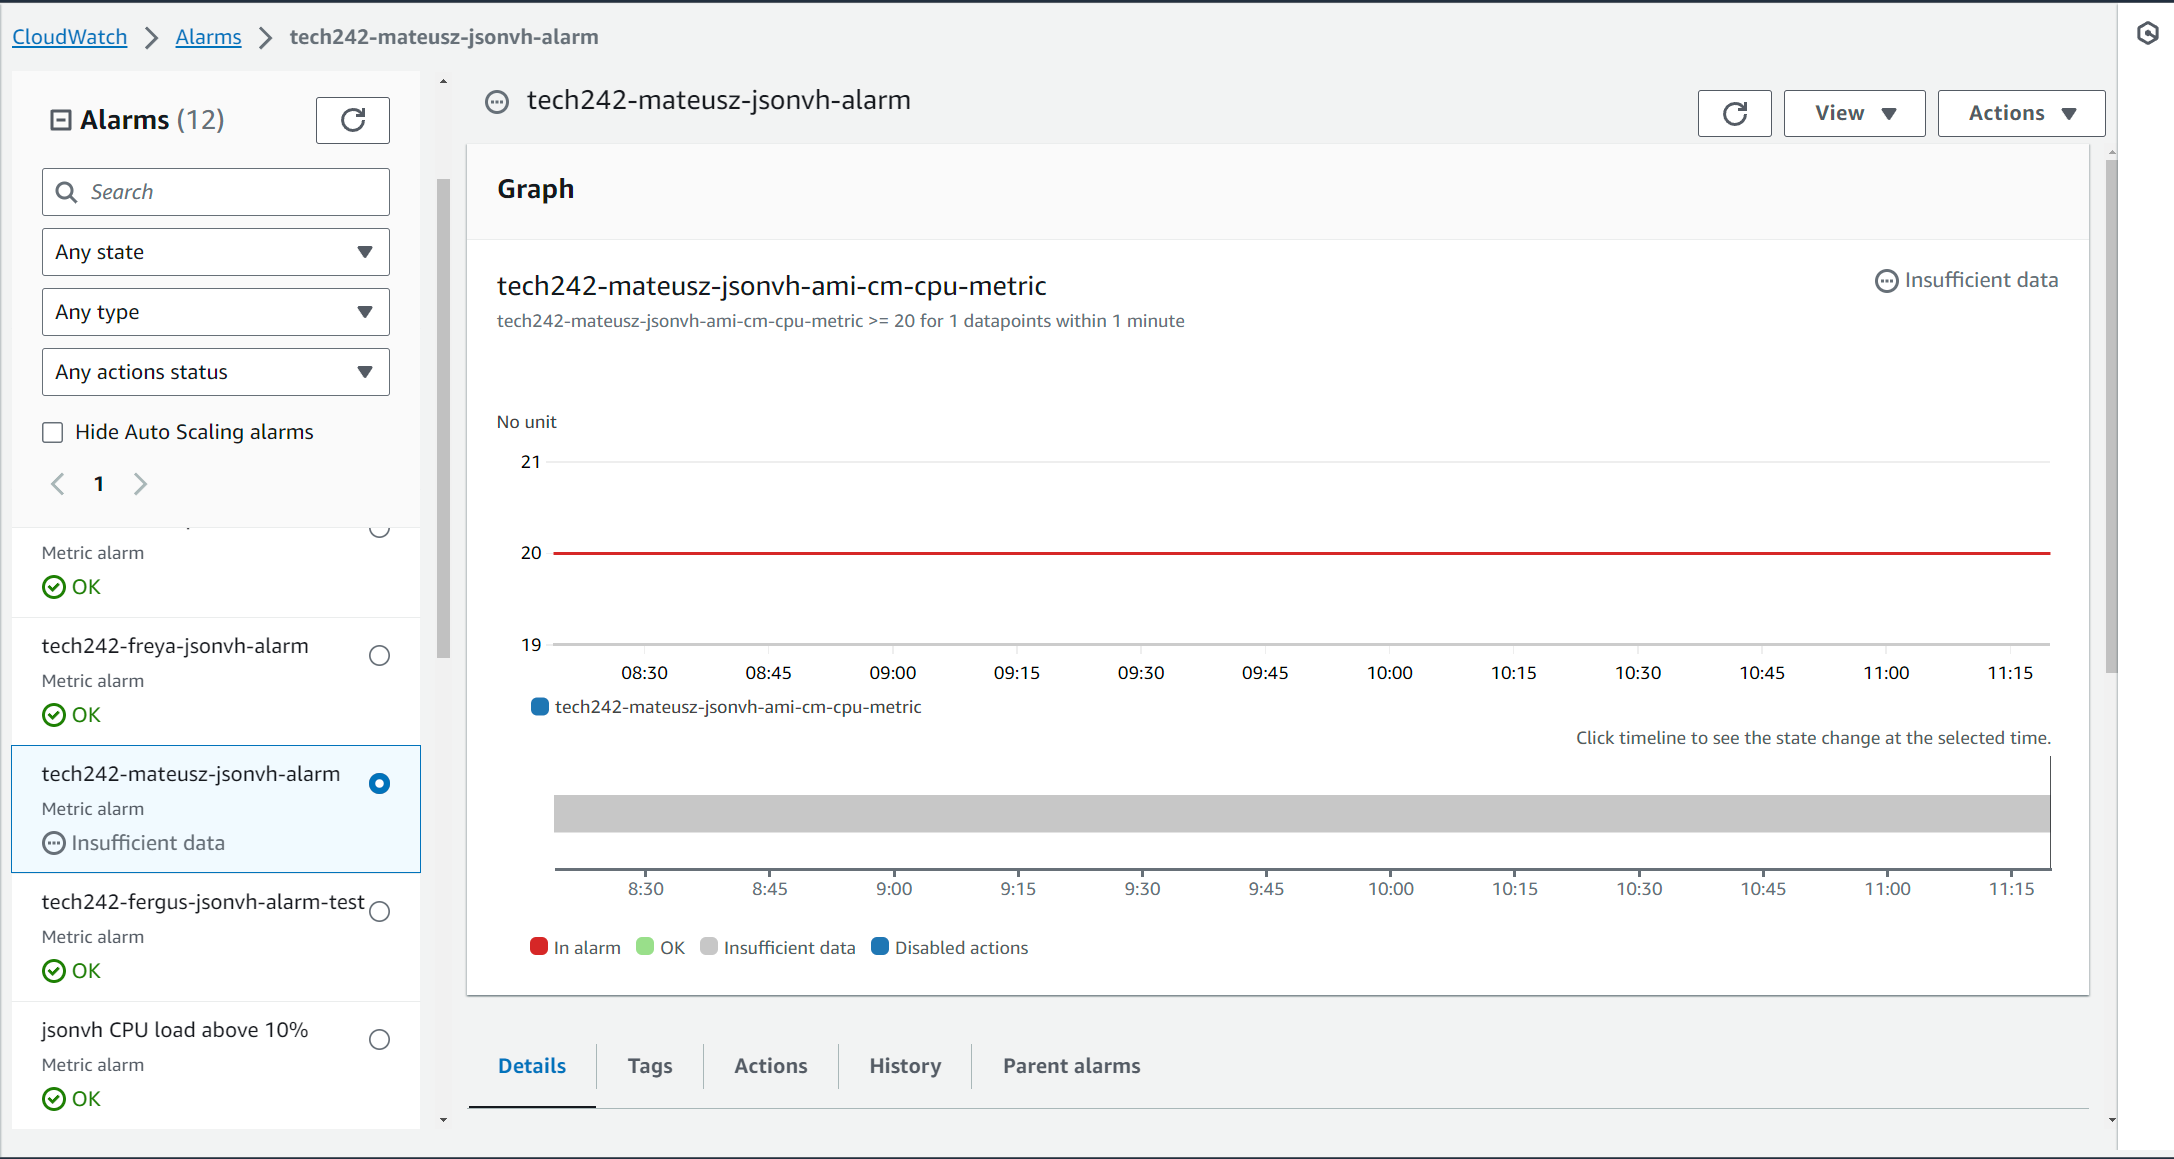 CloudWatch > Alarms > tech242-mateusz-jsonvh-alarm
Alarms (12)
Search
Any state
Any type
Any actions status
Hide Auto Scaling alarms
1
Metric alarm
OK
tech242-freya-jsonvh-alarm
Metric alarm
OK
tech242-mateusz-jsonvh-alarm
Metric alarm
Insufficient data
tech242-fergus-jsonvh-alarm-test
Metric alarm
OK
jsonvh CPU load above 10%
Metric alarm
OK
tech242-mateusz-jsonvh-alarm
View
Actions
Graph
tech242-mateusz-jsonvh-ami-cm-cpu-metric
Insufficient data
tech242-mateusz-jsonvh-ami-cm-cpu-metric >= 20 for 1 datapoints within 1 minute
No unit
21
20
19
08:30 08:45 09:00 09:15 09:30 09:45 10:00 10:15 10:30 10:45 11:00 11:15
tech242-mateusz-jsonvh-ami-cm-cpu-metric
Click timeline to see the state change at the selected time.
8:30 8:45 9:00 9:15 9:30 9:45 10:00 10:15 10:30 10:45 11:00 11:15
In alarm OK Insufficient data Disabled actions
Details Tags Actions History Parent alarms